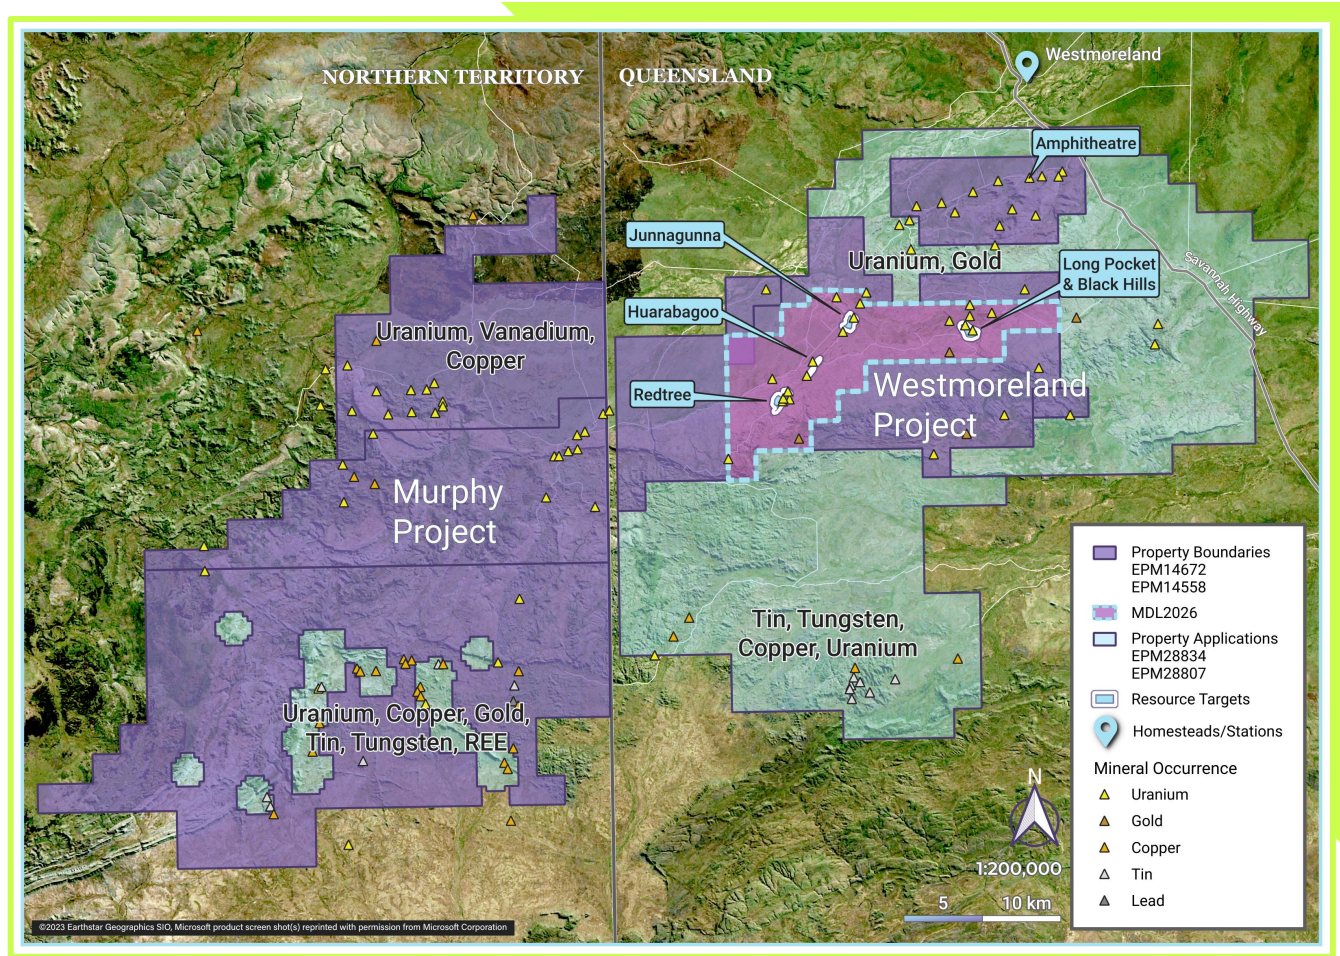 NORTHERN TERRITORY
QUEENSLAND
Westmoreland
Amphitheatre
Junnagunna
Uranium, Gold
Long Pocket
& Black Hills
Savannah Highway
Huarabagoo
Uranium, Vanadium,
Copper
Redtree
Westmoreland
Project
Murphy
Project
Tin, Tungsten,
Copper, Uranium
Uranium, Copper, Gold,
Tin, Tungsten, REE
Property Boundaries
EPM14672
EPM14558
MDL2026
Property Applications
EPM28834
EPM28807
Resource Targets
Homesteads/Stations
Mineral Occurrence
Uranium
Gold
Copper
Tin
Lead
N
1:200,000
5 10 km
©2023 Earthstar Geographics SIO, Microsoft product screen shot(s) reprinted with permission from Microsoft Corporation